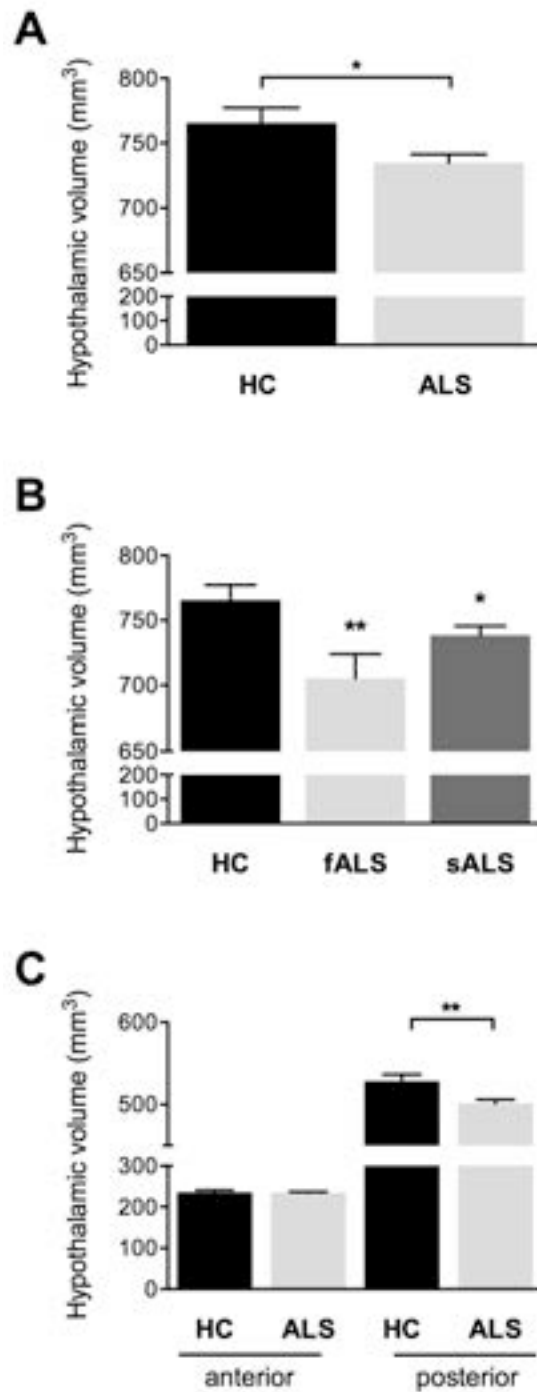 A
Hypothalamic volume (mm³)
800
750
700
650
200
100
0
*
HC ALS
B
Hypothalamic volume (mm³)
800
750
700
650
200
100
0
** *
HC fALS sALS
C
Hypothalamic volume (mm³)
600
500
300
200
100
0
**
HC ALS HC ALS
anterior posterior